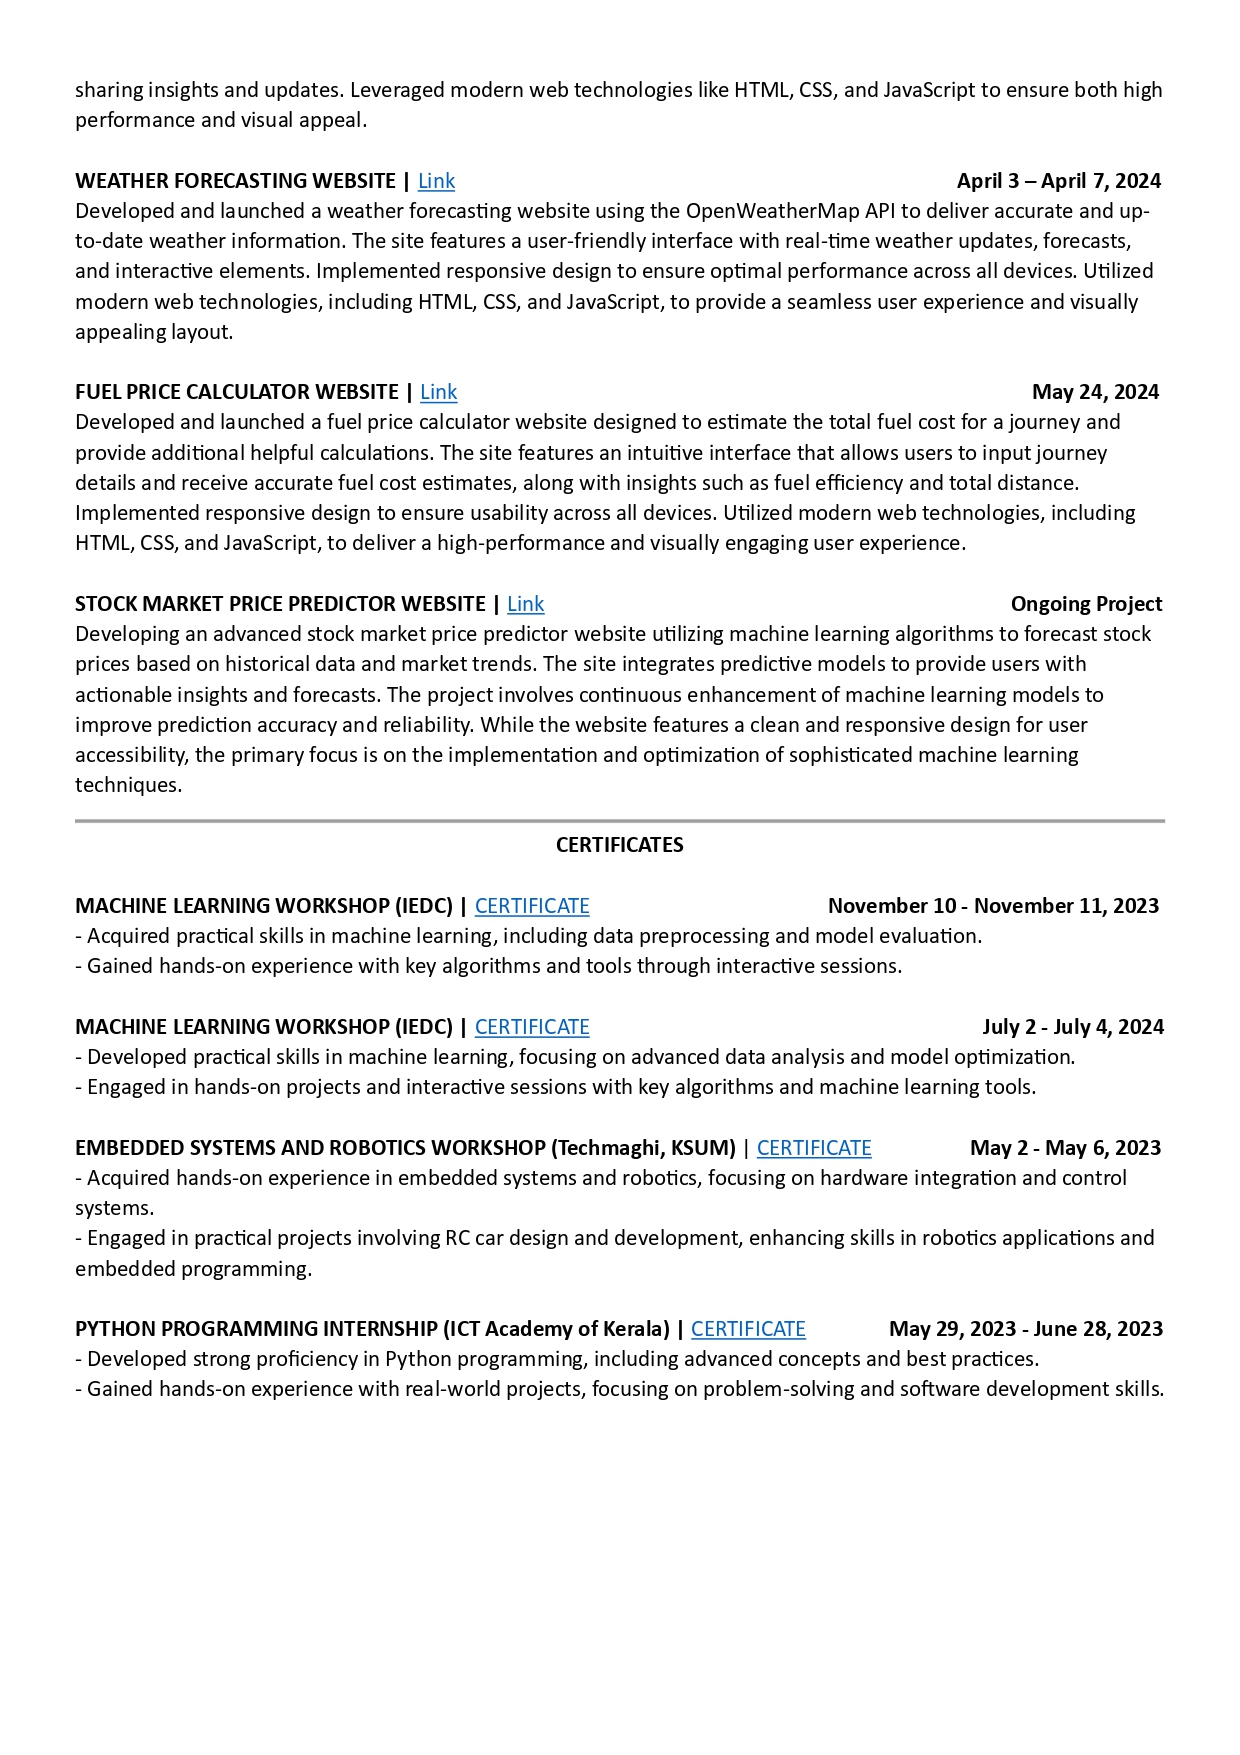 sharing insights and updates. Leveraged modern web technologies like HTML, CSS, and JavaScript to ensure both high
performance and visual appeal.
WEATHER FORECASTING WEBSITE | Link April 3 – April 7, 2024
Developed and launched a weather forecasting website using the OpenWeatherMap API to deliver accurate and up-
to-date weather information. The site features a user-friendly interface with real-time weather updates, forecasts,
and interactive elements. Implemented responsive design to ensure optimal performance across all devices. Utilized
modern web technologies, including HTML, CSS, and JavaScript, to provide a seamless user experience and visually
appealing layout.
FUEL PRICE CALCULATOR WEBSITE | Link May 24, 2024
Developed and launched a fuel price calculator website designed to estimate the total fuel cost for a journey and
provide additional helpful calculations. The site features an intuitive interface that allows users to input journey
details and receive accurate fuel cost estimates, along with insights such as fuel efficiency and total distance.
Implemented responsive design to ensure usability across all devices. Utilized modern web technologies, including
HTML, CSS, and JavaScript, to deliver a high-performance and visually engaging user experience.
STOCK MARKET PRICE PREDICTOR WEBSITE | Link Ongoing Project
Developing an advanced stock market price predictor website utilizing machine learning algorithms to forecast stock
prices based on historical data and market trends. The site integrates predictive models to provide users with
actionable insights and forecasts. The project involves continuous enhancement of machine learning models to
improve prediction accuracy and reliability. While the website features a clean and responsive design for user
accessibility, the primary focus is on the implementation and optimization of sophisticated machine learning
techniques.
CERTIFICATES
MACHINE LEARNING WORKSHOP (IEDC) | CERTIFICATE November 10 - November 11, 2023
- Acquired practical skills in machine learning, including data preprocessing and model evaluation.
- Gained hands-on experience with key algorithms and tools through interactive sessions.
MACHINE LEARNING WORKSHOP (IEDC) | CERTIFICATE July 2 - July 4, 2024
- Developed practical skills in machine learning, focusing on advanced data analysis and model optimization.
- Engaged in hands-on projects and interactive sessions with key algorithms and machine learning tools.
EMBEDDED SYSTEMS AND ROBOTICS WORKSHOP (Techmaghi, KSUM) | CERTIFICATE May 2 - May 6, 2023
- Acquired hands-on experience in embedded systems and robotics, focusing on hardware integration and control
systems.
- Engaged in practical projects involving RC car design and development, enhancing skills in robotics applications and
embedded programming.
PYTHON PROGRAMMING INTERNSHIP (ICT Academy of Kerala) | CERTIFICATE May 29, 2023 - June 28, 2023
- Developed strong proficiency in Python programming, including advanced concepts and best practices.
- Gained hands-on experience with real-world projects, focusing on problem-solving and software development skills.